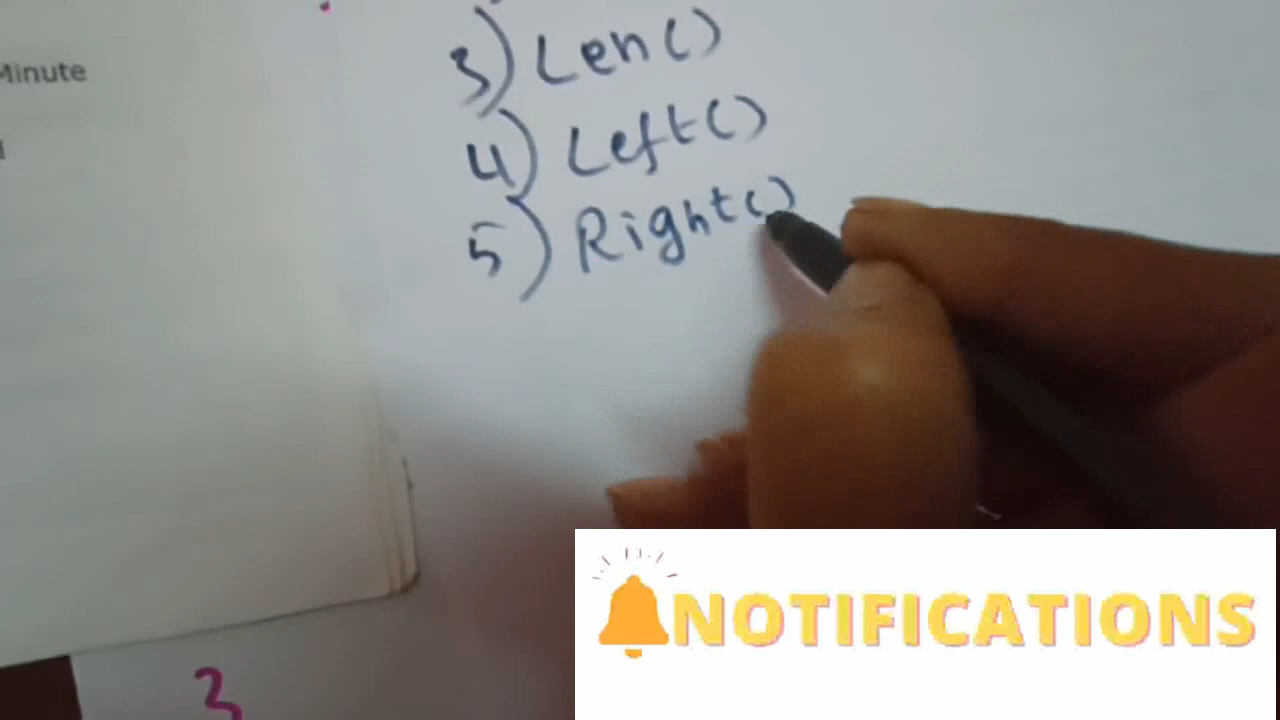 Minute
3) Len()
4) Left()
5) Right()
3
NOTIFICATIONS